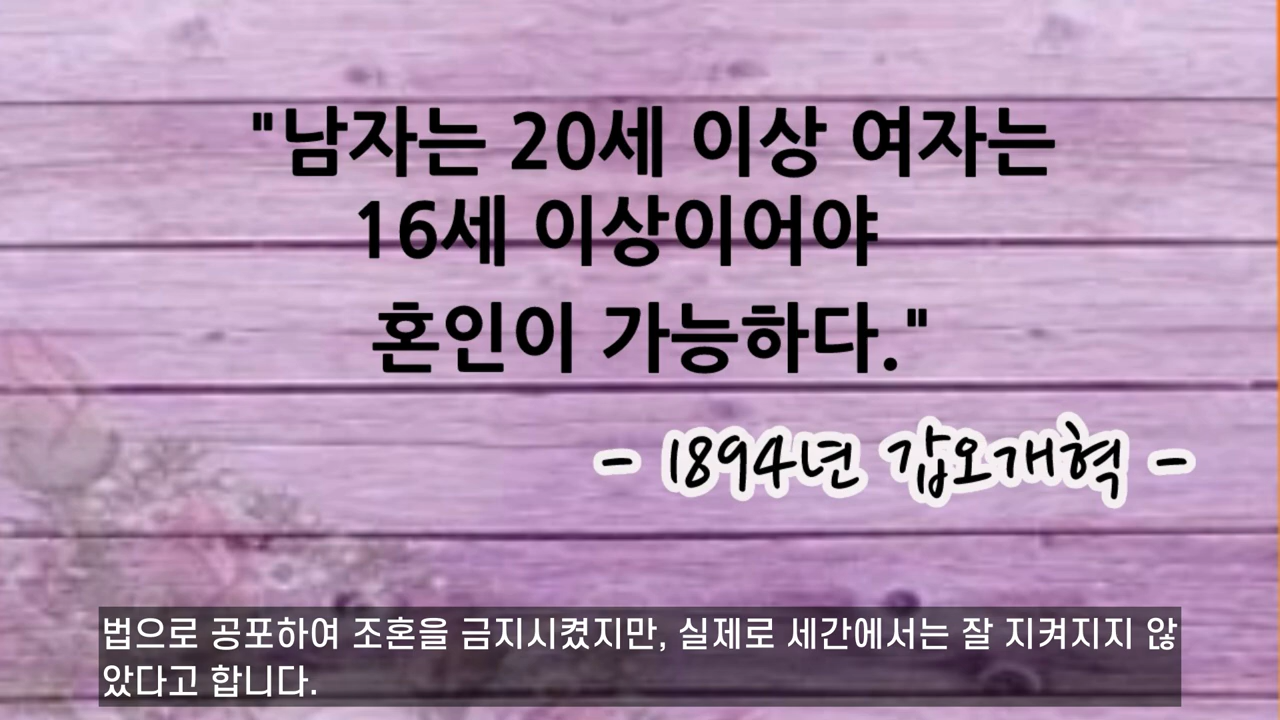 "남자는 20세 이상 여자는
16세 이상이어야
혼인이 가능하다."
- 1894년 갑오개혁 -
법으로 공포하여 조혼을 금지시켰지만, 실제로 세간에서는 잘 지켜지지 않
았다고 합니다.